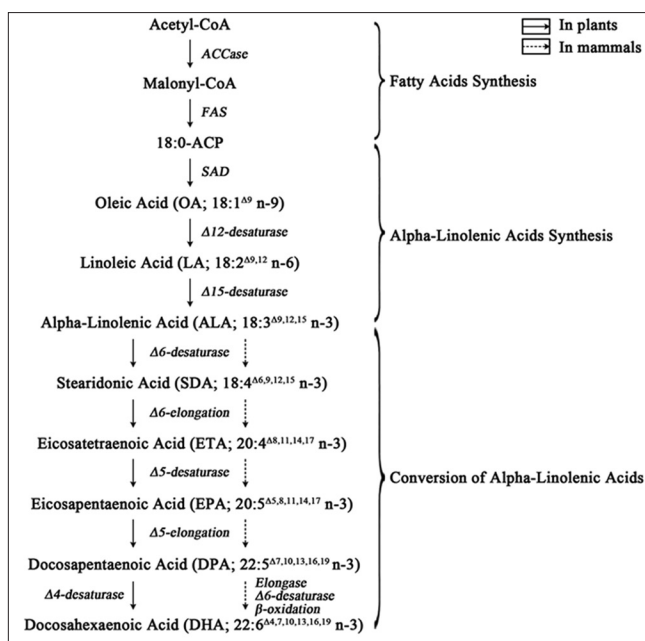 Acetyl-CoA
In plants
In mammals
ACCase
Malonyl-CoA
Fatty Acids Synthesis
FAS
18:0-ACP
SAD
Oleic Acid (OA; 18:1Δ9 n-9)
Δ12-desaturase
Alpha-Linolenic Acids Synthesis
Linoleic Acid (LA; 18:2Δ9,12 n-6)
Δ15-desaturase
Alpha-Linolenic Acid (ALA; 18:3Δ9,12,15 n-3)
Δ6-desaturase
Stearidonic Acid (SDA; 18:4Δ6,9,12,15 n-3)
Δ6-elongation
Eicosatetraenoic Acid (ETA; 20:4Δ8,11,14,17 n-3)
Δ5-desaturase
Conversion of Alpha-Linolenic Acids
Eicosapentaenoic Acid (EPA; 20:5Δ5,8,11,14,17 n-3)
Δ5-elongation
Docosapentaenoic Acid (DPA; 22:5Δ7,10,13,16,19 n-3)
Δ4-desaturase
Elongase
Δ6-desaturase
β-oxidation
Docosahexaenoic Acid (DHA; 22:6Δ4,7,10,13,16,19 n-3)